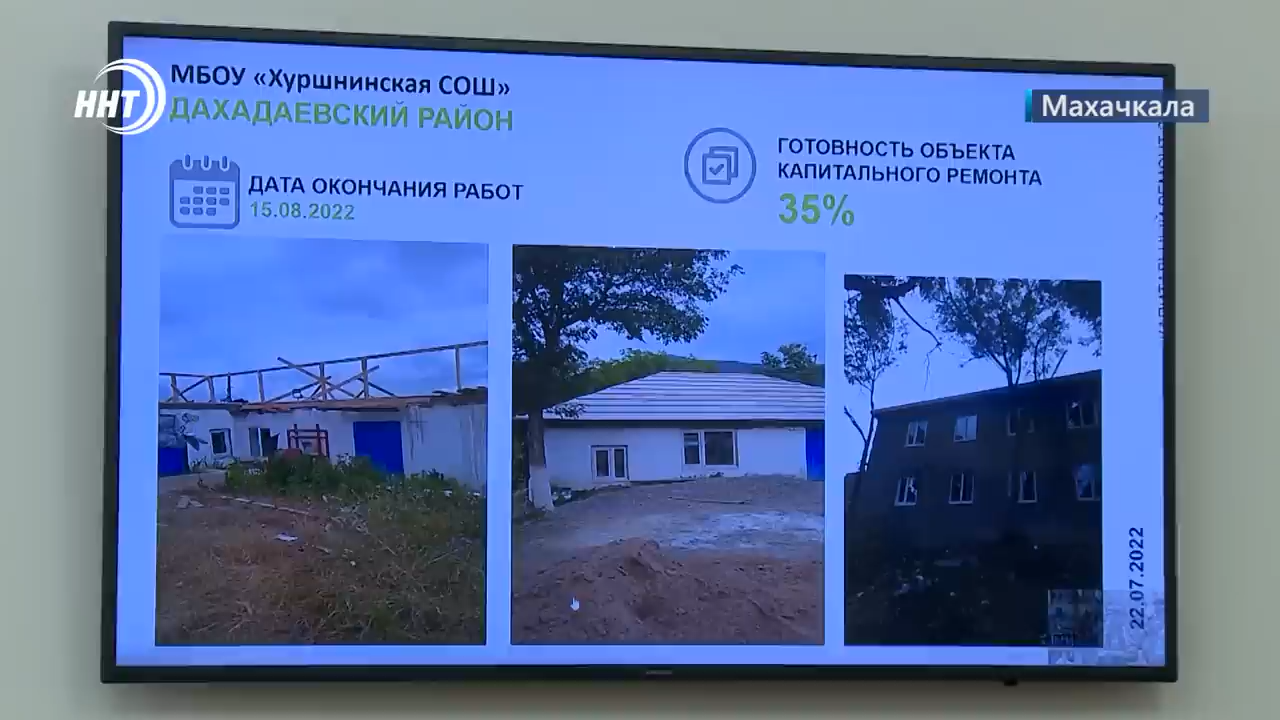 МБОУ «Хуршнинская СОШ»
ДАХАДАЕВСКИЙ РАЙОН
ННТ
Махачкала
ДАТА ОКОНЧАНИЯ РАБОТ
15.08.2022
ГОТОВНОСТЬ ОБЪЕКТА
КАПИТАЛЬНОГО РЕМОНТА
35%
22.07.2022